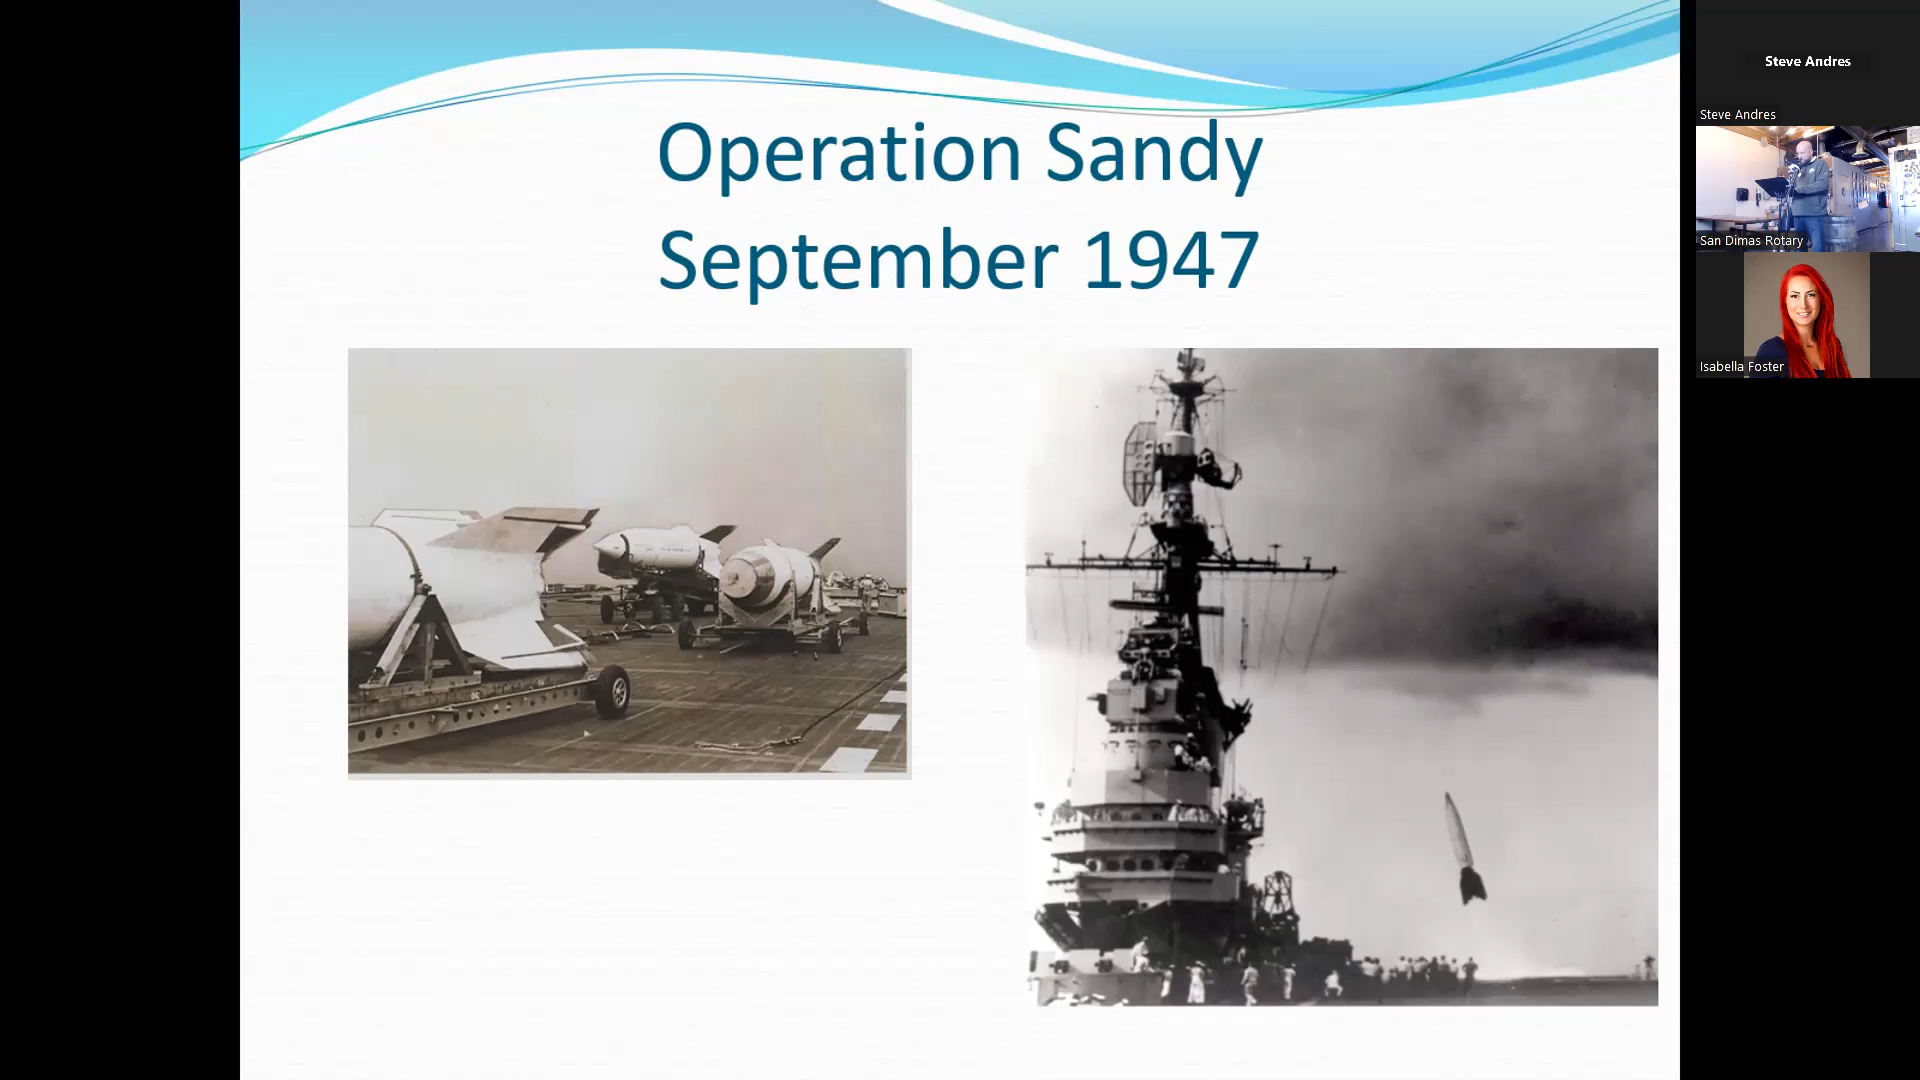 Operation Sandy
September 1947
Steve Andres
Steve Andres
San Dimas Rotary
Isabella Foster